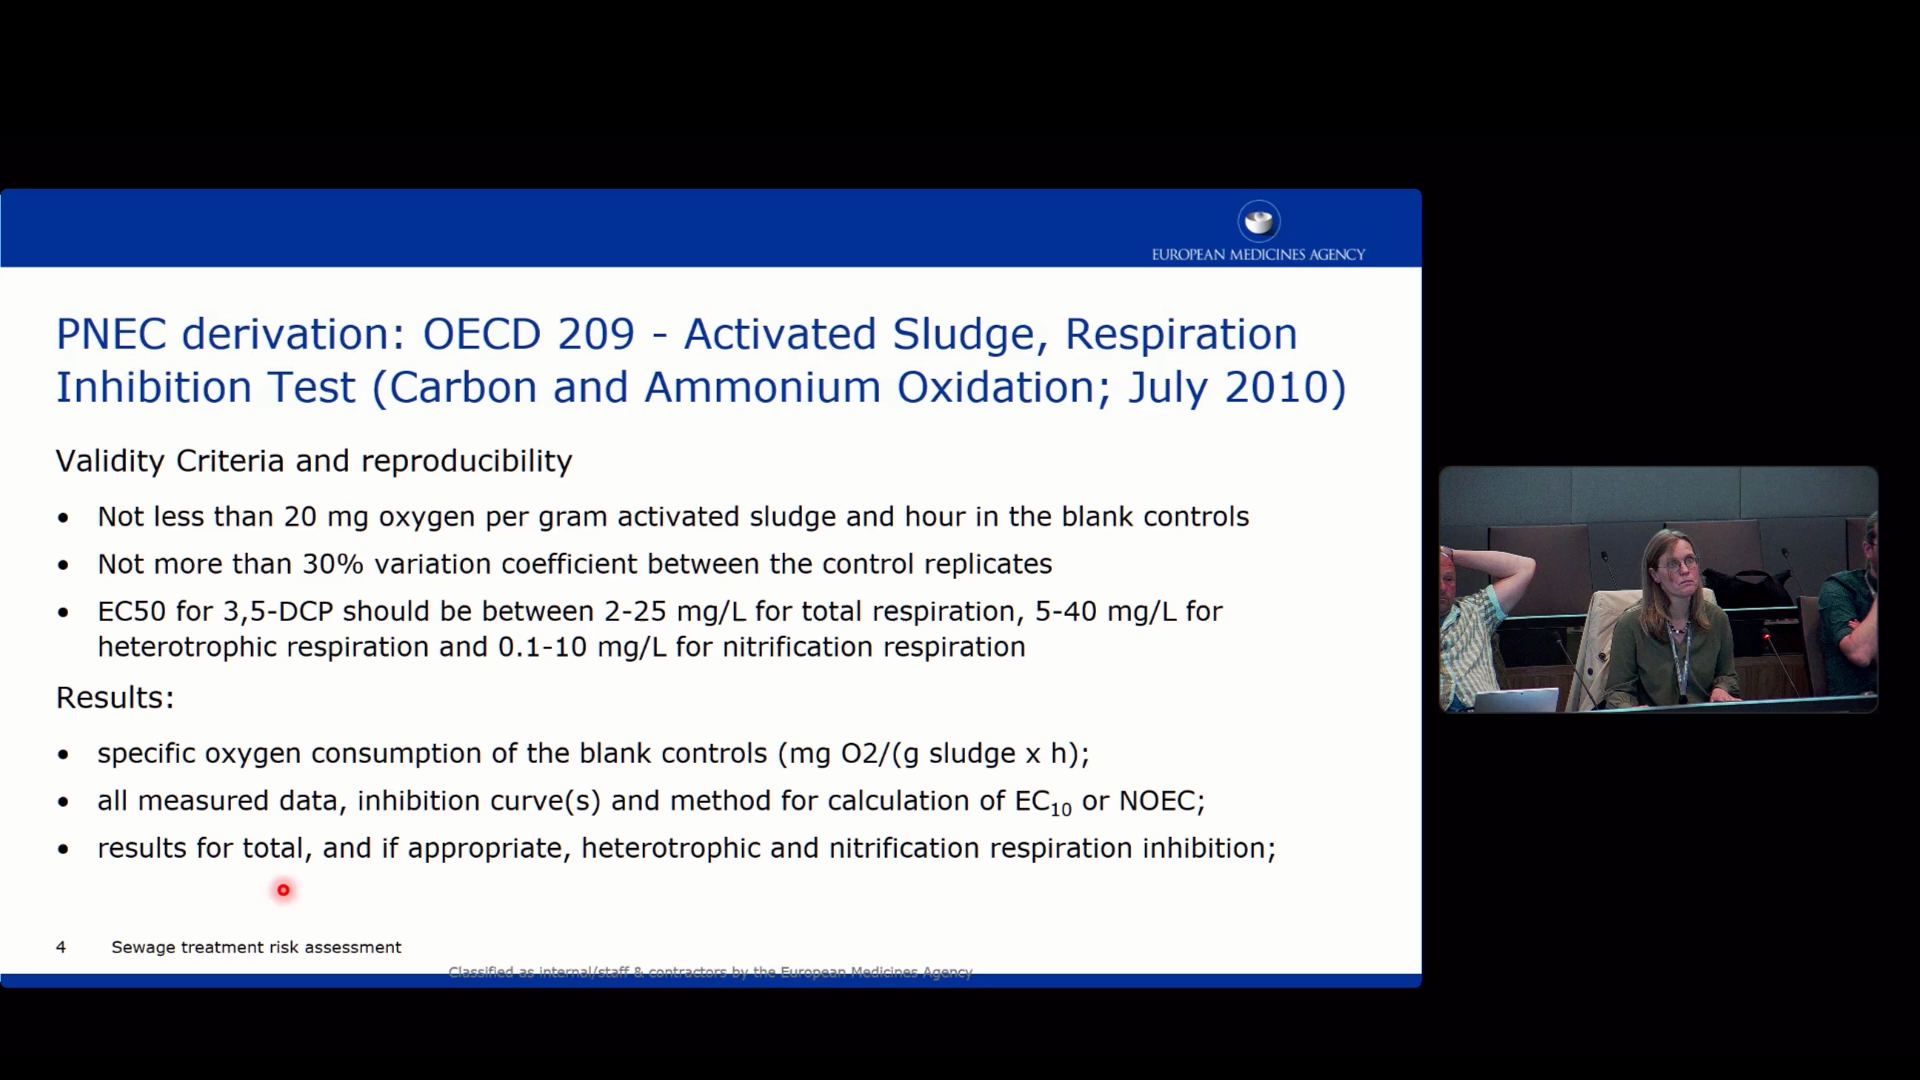 EUROPEAN MEDICINES AGENCY
PNEC derivation: OECD 209 - Activated Sludge, Respiration
Inhibition Test (Carbon and Ammonium Oxidation; July 2010)
Validity Criteria and reproducibility
• Not less than 20 mg oxygen per gram activated sludge and hour in the blank controls
• Not more than 30% variation coefficient between the control replicates
• EC50 for 3,5-DCP should be between 2-25 mg/L for total respiration, 5-40 mg/L for
heterotrophic respiration and 0.1-10 mg/L for nitrification respiration
Results:
• specific oxygen consumption of the blank controls (mg O2/(g sludge x h);
• all measured data, inhibition curve(s) and method for calculation of EC10 or NOEC;
• results for total, and if appropriate, heterotrophic and nitrification respiration inhibition;
4 Sewage treatment risk assessment
Classified as internal/staff & contractors by the European Medicines Agency